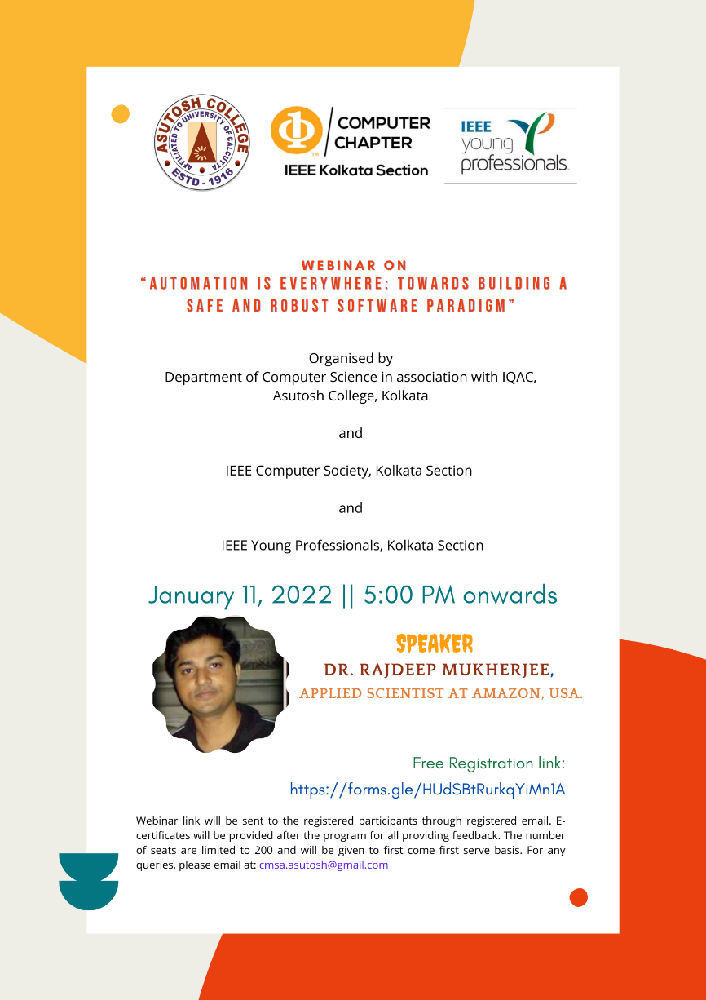 ASUTOSH COLLEGE
AFFILIATED TO UNIVERSITY OF CALCUTTA
ESTD - 1916
COMPUTER
CHAPTER
TM
IEEE Kolkata Section
IEEE
young
professionals
WEBINAR ON
“AUTOMATION IS EVERYWHERE: TOWARDS BUILDING A
SAFE AND ROBUST SOFTWARE PARADIGM”
Organised by
Department of Computer Science in association with IQAC,
Asutosh College, Kolkata
and
IEEE Computer Society, Kolkata Section
and
IEEE Young Professionals, Kolkata Section
January 11, 2022 || 5:00 PM onwards
SPEAKER
DR. RAJDEEP MUKHERJEE,
APPLIED SCIENTIST AT AMAZON, USA.
Free Registration link:
https://forms.gle/HUdSBtRurkqYiMn1A
Webinar link will be sent to the registered participants through registered email. E-
certificates will be provided after the program for all providing feedback. The number
of seats are limited to 200 and will be given to first come first serve basis. For any
queries, please email at: cmsa.asutosh@gmail.com